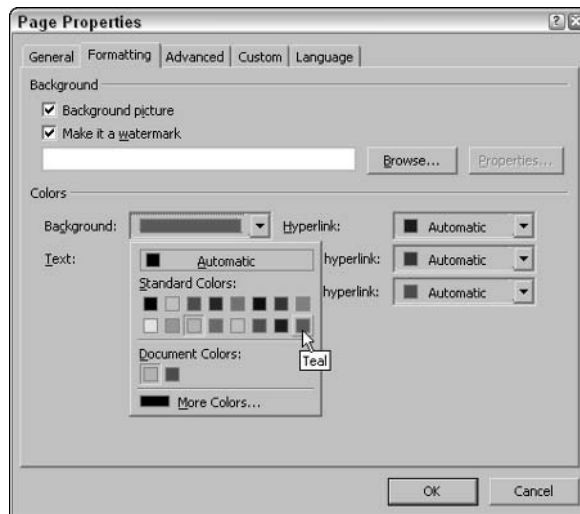 Page Properties
General Formatting Advanced Custom Language
Background
Background picture
Make it a watermark
Browse... Properties...
Colors
Background: Hyperlink: Automatic
Text: Automatic hyperlink: Automatic
Standard Colors: hyperlink: Automatic
Teal
Document Colors:
More Colors...
OK Cancel